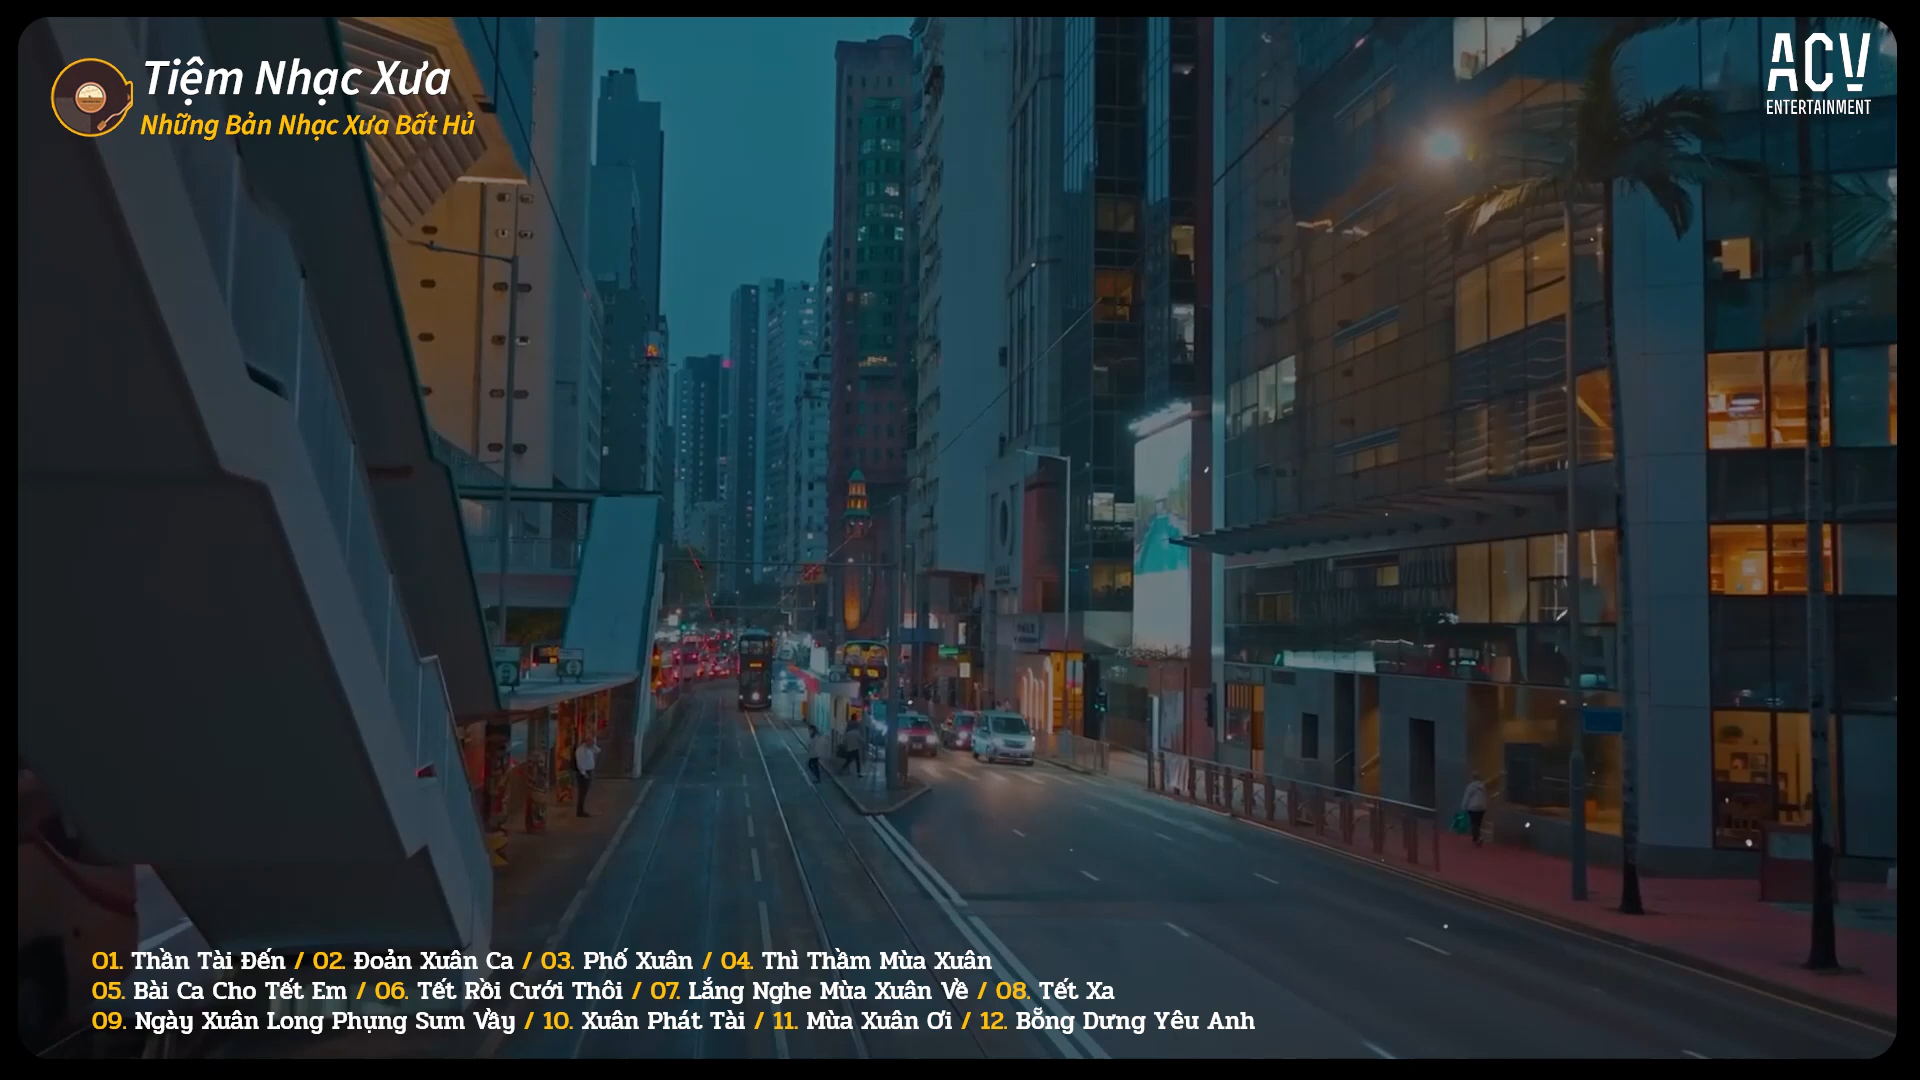 Tiệm Nhạc Xưa
Những Bản Nhạc Xưa Bất Hủ
ACV
ENTERTAINMENT
01. Thần Tài Đến / 02. Đoản Xuân Ca / 03. Phố Xuân / 04. Thì Thầm Mùa Xuân
05. Bài Ca Cho Tết Em / 06. Tết Rồi Cưới Thôi / 07. Lắng Nghe Mùa Xuân Về / 08. Tết Xa
09. Ngày Xuân Long Phụng Sum Vầy / 10. Xuân Phát Tài / 11. Mùa Xuân Ơi / 12. Bỗng Dưng Yêu Anh